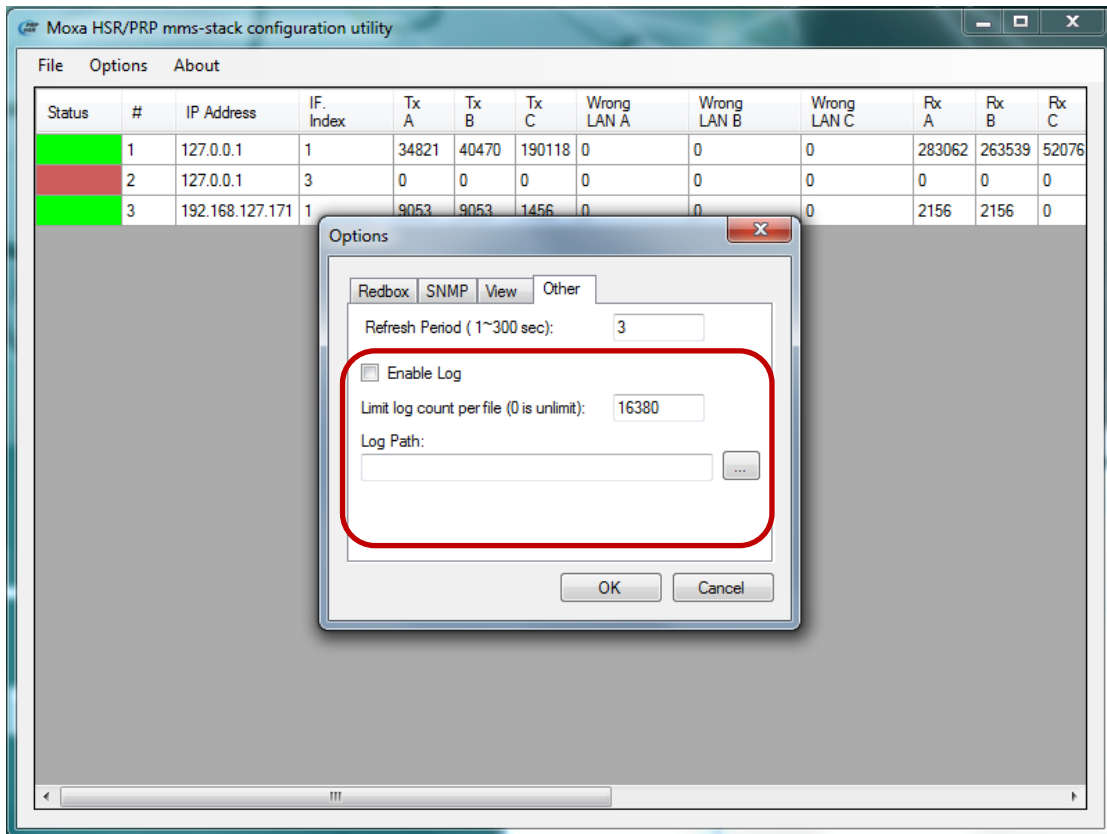 Moxa HSR/PRP mms-stack configuration utility
File Options About
Status # IP Address IF. Index Tx A Tx B Tx C Wrong LAN A Wrong LAN B Wrong LAN C Rx A Rx B Rx C
1 127.0.0.1 1 34821 40470 190118 0 0 0 283062 263539 52076
2 127.0.0.1 3 0 0 0 0 0 0 0 0 0
3 192.168.127.171 1 9053 9053 1456 0 0 0 2156 2156 0
Options
Redbox SNMP View Other
Refresh Period ( 1~300 sec): 3
Enable Log
Limit log count per file (0 is unlimit): 16380
Log Path:
...
OK Cancel